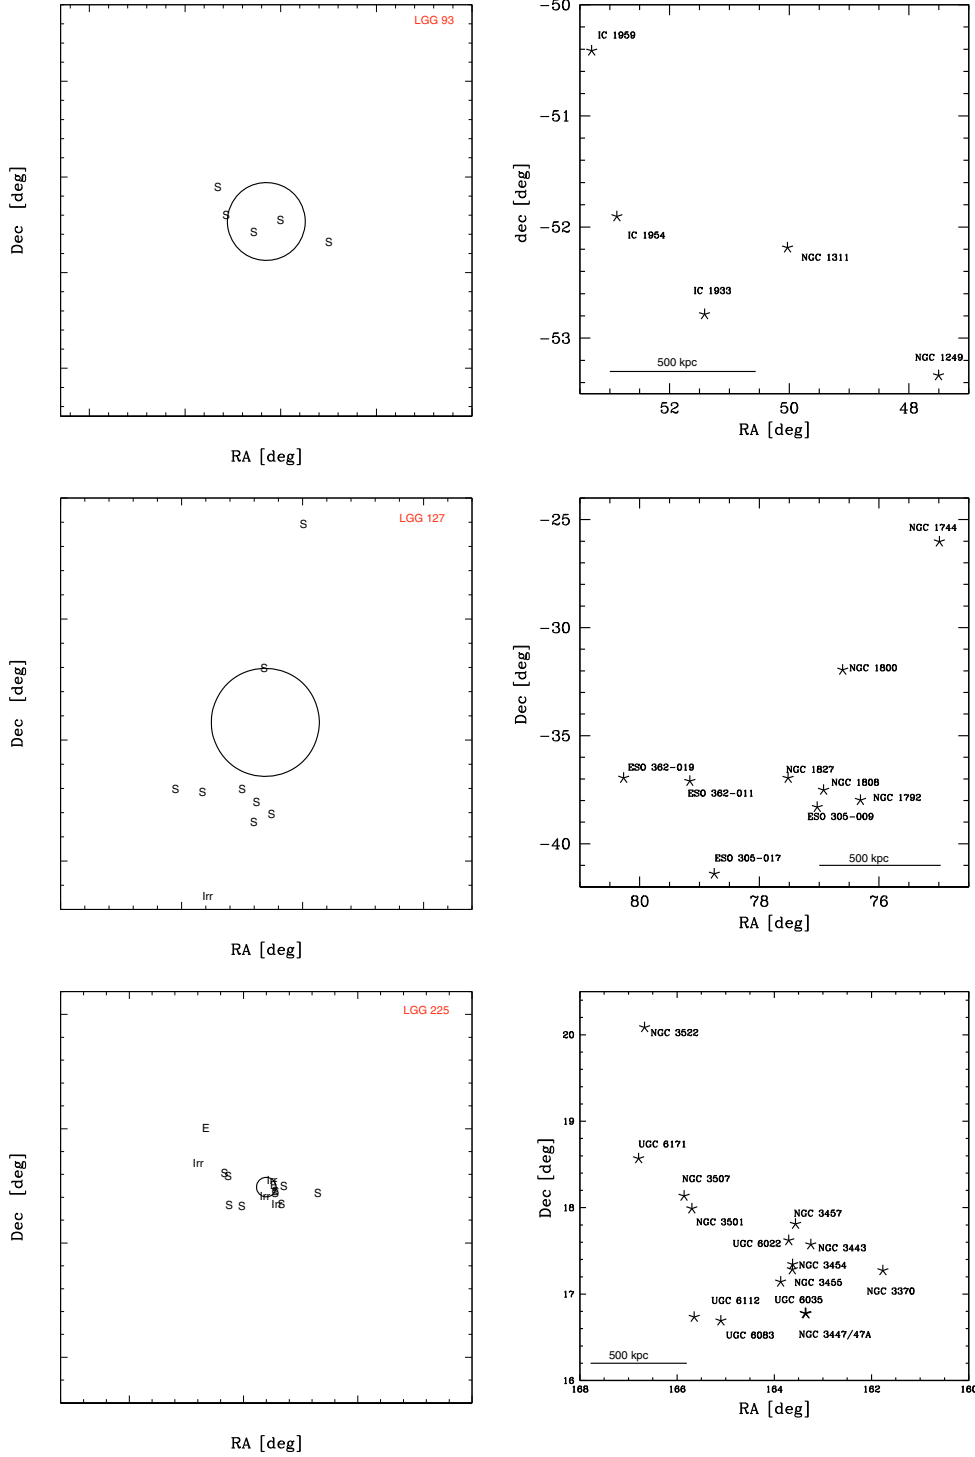 LGG 93
S
S
S
S
S
Dec [deg]
RA [deg]
-50
IC 1959
-51
IC 1954
-52
NGC 1311
IC 1933
-53
NGC 1249
500 kpc
52 50 48
dec [deg]
RA [deg]
LGG 127
S
S
S
S
S
S
S
S
Irr
Dec [deg]
RA [deg]
-25
NGC 1744
-30
NGC 1800
-35
ESO 362-019
NGC 1827
ESO 362-011
NGC 1808
NGC 1792
ESO 305-009
-40
ESO 305-017
500 kpc
80 78 76
Dec [deg]
RA [deg]
LGG 225
E
Irr
S
S
Irr
S
S
Irr
S
S
Irr
S
Dec [deg]
RA [deg]
20
NGC 3522
19
UGC 6171
NGC 3507
18
NGC 3501
NGC 3457
UGC 6022
NGC 3443
NGC 3454
17
NGC 3455
NGC 3370
UGC 6112
UGC 6035
UGC 6083
NGC 3447/47A
500 kpc
16
168 166 164 162 160
Dec [deg]
RA [deg]